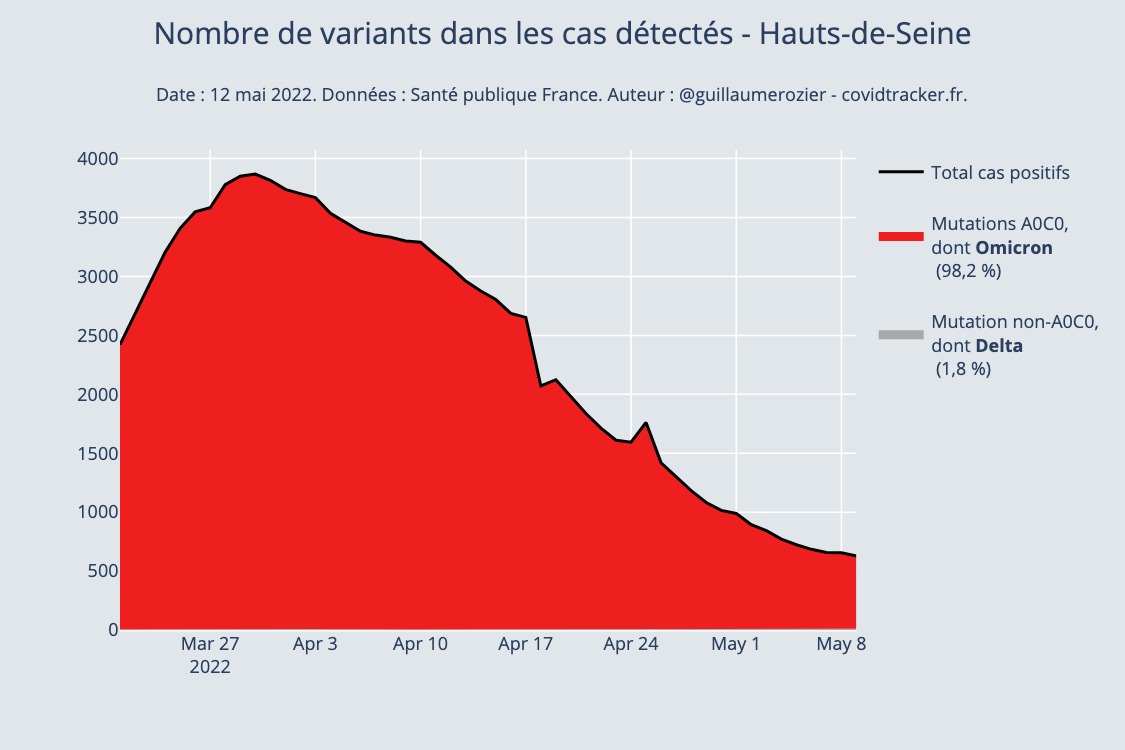 Nombre de variants dans les cas détectés - Hauts-de-Seine
Date : 12 mai 2022. Données : Santé publique France. Auteur : @guillaumerozier - covidtracker.fr.
4000
3500
3000
2500
2000
1500
1000
500
0
Mar 27
2022
Apr 3
Apr 10
Apr 17
Apr 24
May 1
May 8
Total cas positifs
Mutations A0C0,
dont Omicron
(98,2 %)
Mutation non-A0C0,
dont Delta
(1,8 %)